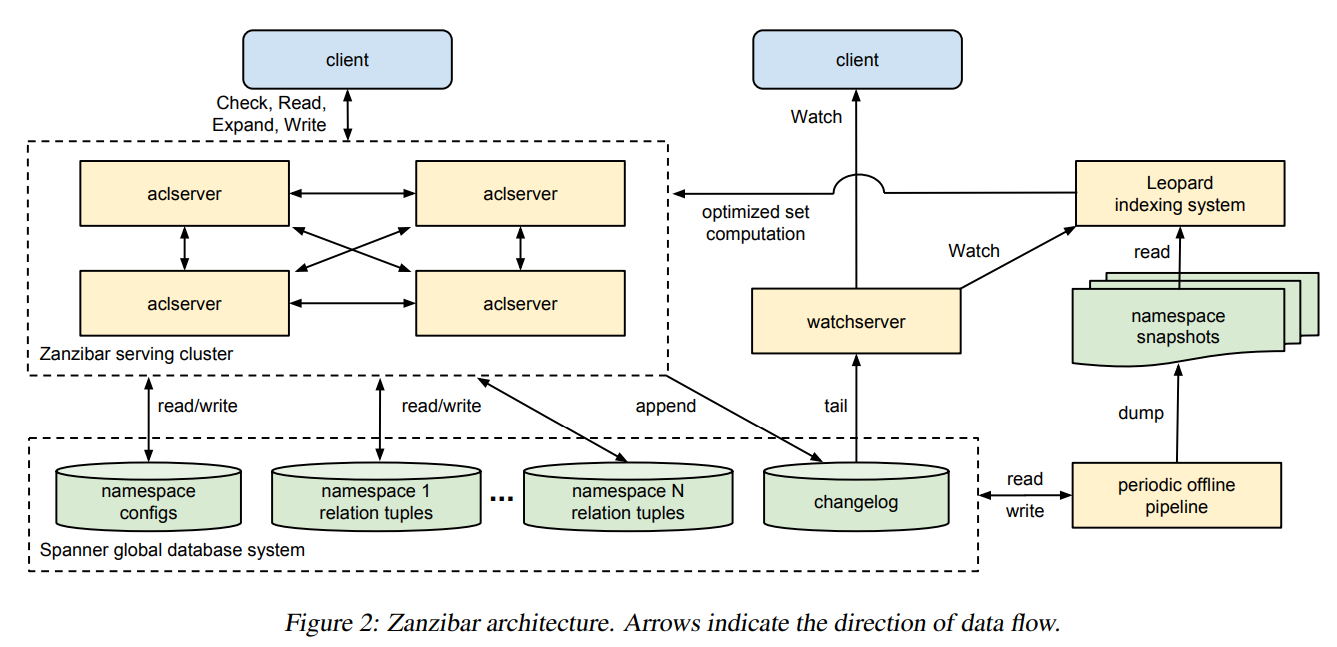 client
client
Check, Read,
Expand, Write
Watch
aclserver
aclserver
Leopard
indexing system
optimized set
computation
Watch
read
aclserver
aclserver
watchserver
namespace
snapshots
Zanzibar serving cluster
read/write
read/write
append
tail
dump
namespace
configs
namespace 1
relation tuples
...
namespace N
relation tuples
changelog
read
write
periodic offline
pipeline
Spanner global database system
Figure 2: Zanzibar architecture. Arrows indicate the direction of data flow.